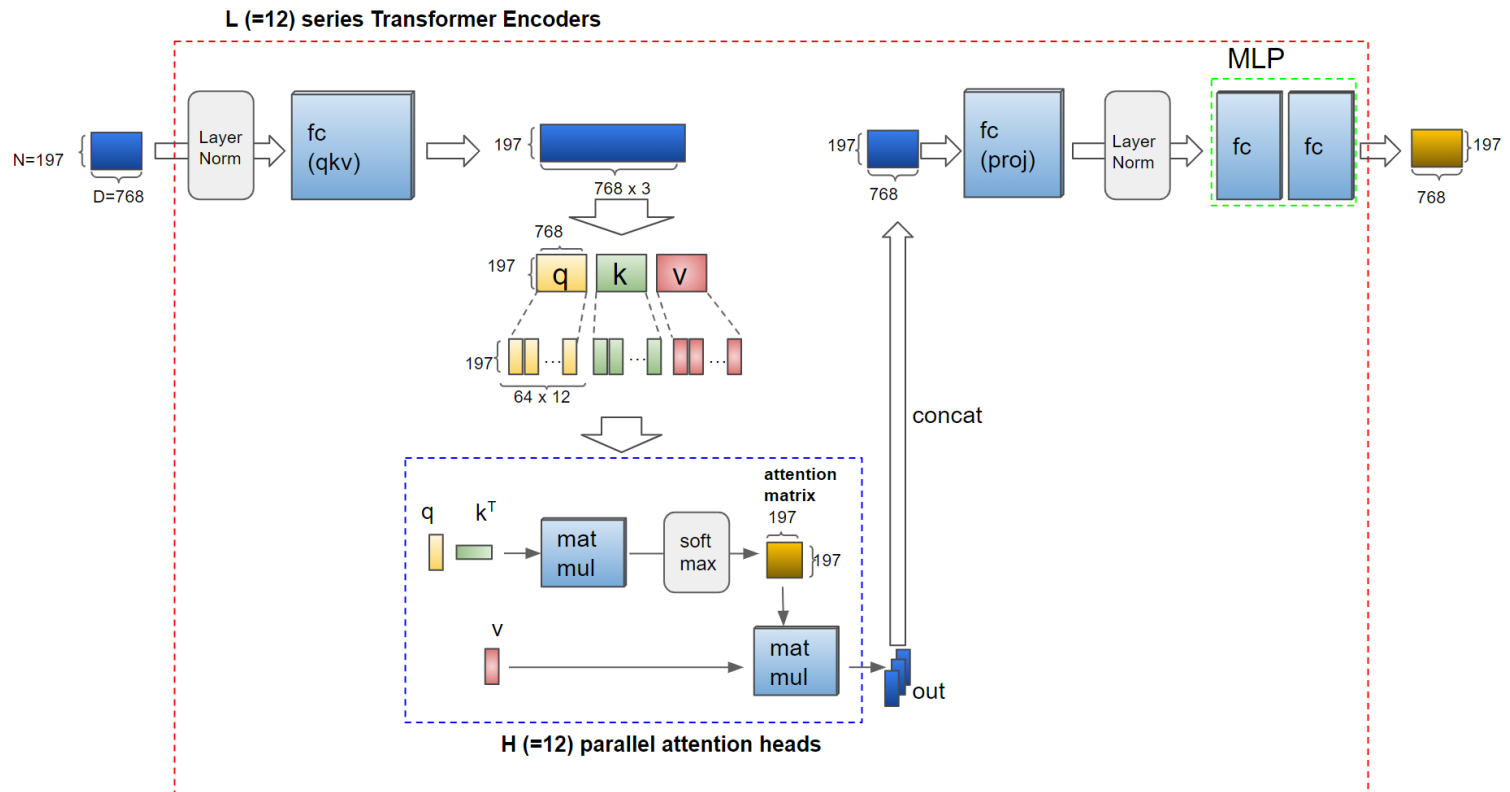 L (=12) series Transformer Encoders
MLP
N=197
D=768
Layer
Norm
fc
(qkv)
197
768 x 3
197
768
fc
(proj)
Layer
Norm
fc
fc
197
768
768
197
q
k
v
197
...
...
...
64 x 12
concat
attention
matrix
q
k^T
mat
mul
soft
max
197
197
v
mat
mul
out
H (=12) parallel attention heads